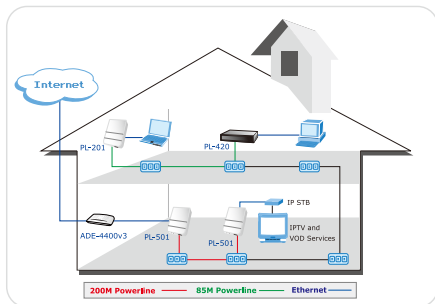 Internet
PL-201
PL-420
IP STB
IPTV and
VOD Services
ADE-4400v3
PL-501
PL-501
200M Powerline
85M Powerline
Ethernet